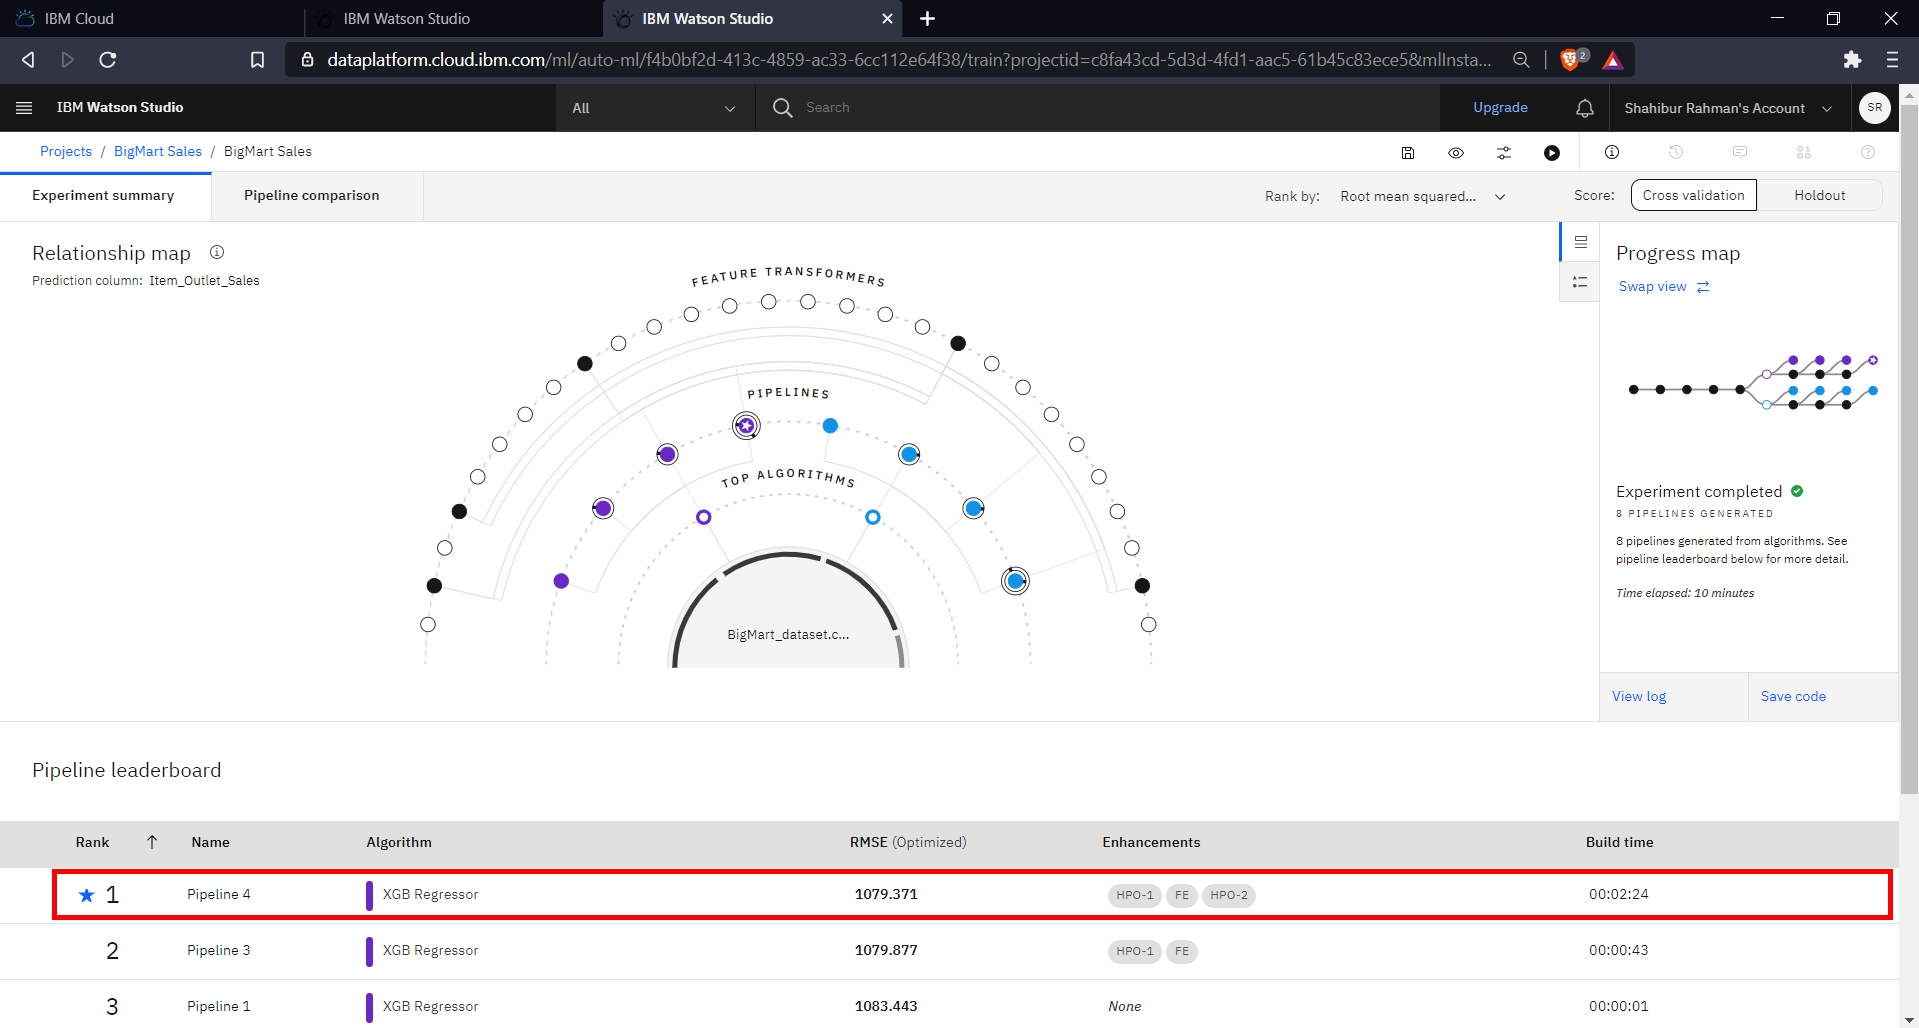 IBM Cloud
IBM Watson Studio
IBM Watson Studio
dataplatform.cloud.ibm.com/ml/auto-ml/f4b0bf2d-413c-4859-ac33-6cc112e64f38/train?projectid=c8fa43cd-5d3d-4fd1-aac5-61b45c83ece5&mlInsta...
2
IBM Watson Studio
All
Search
Upgrade
Shahibur Rahman's Account
SR
Projects / BigMart Sales / BigMart Sales
Experiment summary
Pipeline comparison
Rank by: Root mean squared...
Score: Cross validation Holdout
Relationship map
Prediction column: Item_Outlet_Sales
FEATURE TRANSFORMERS
PIPELINES
TOP ALGORITHMS
BigMart_dataset.c...
Progress map
Swap view
Experiment completed
8 PIPELINES GENERATED
8 pipelines generated from algorithms. See
pipeline leaderboard below for more detail.
Time elapsed: 10 minutes
View log
Save code
Pipeline leaderboard
Rank Name Algorithm RMSE (Optimized) Enhancements Build time
1 Pipeline 4 XGB Regressor 1079.371 HPO-1 FE HPO-2 00:02:24
2 Pipeline 3 XGB Regressor 1079.877 HPO-1 FE 00:00:43
3 Pipeline 1 XGB Regressor 1083.443 None 00:00:01